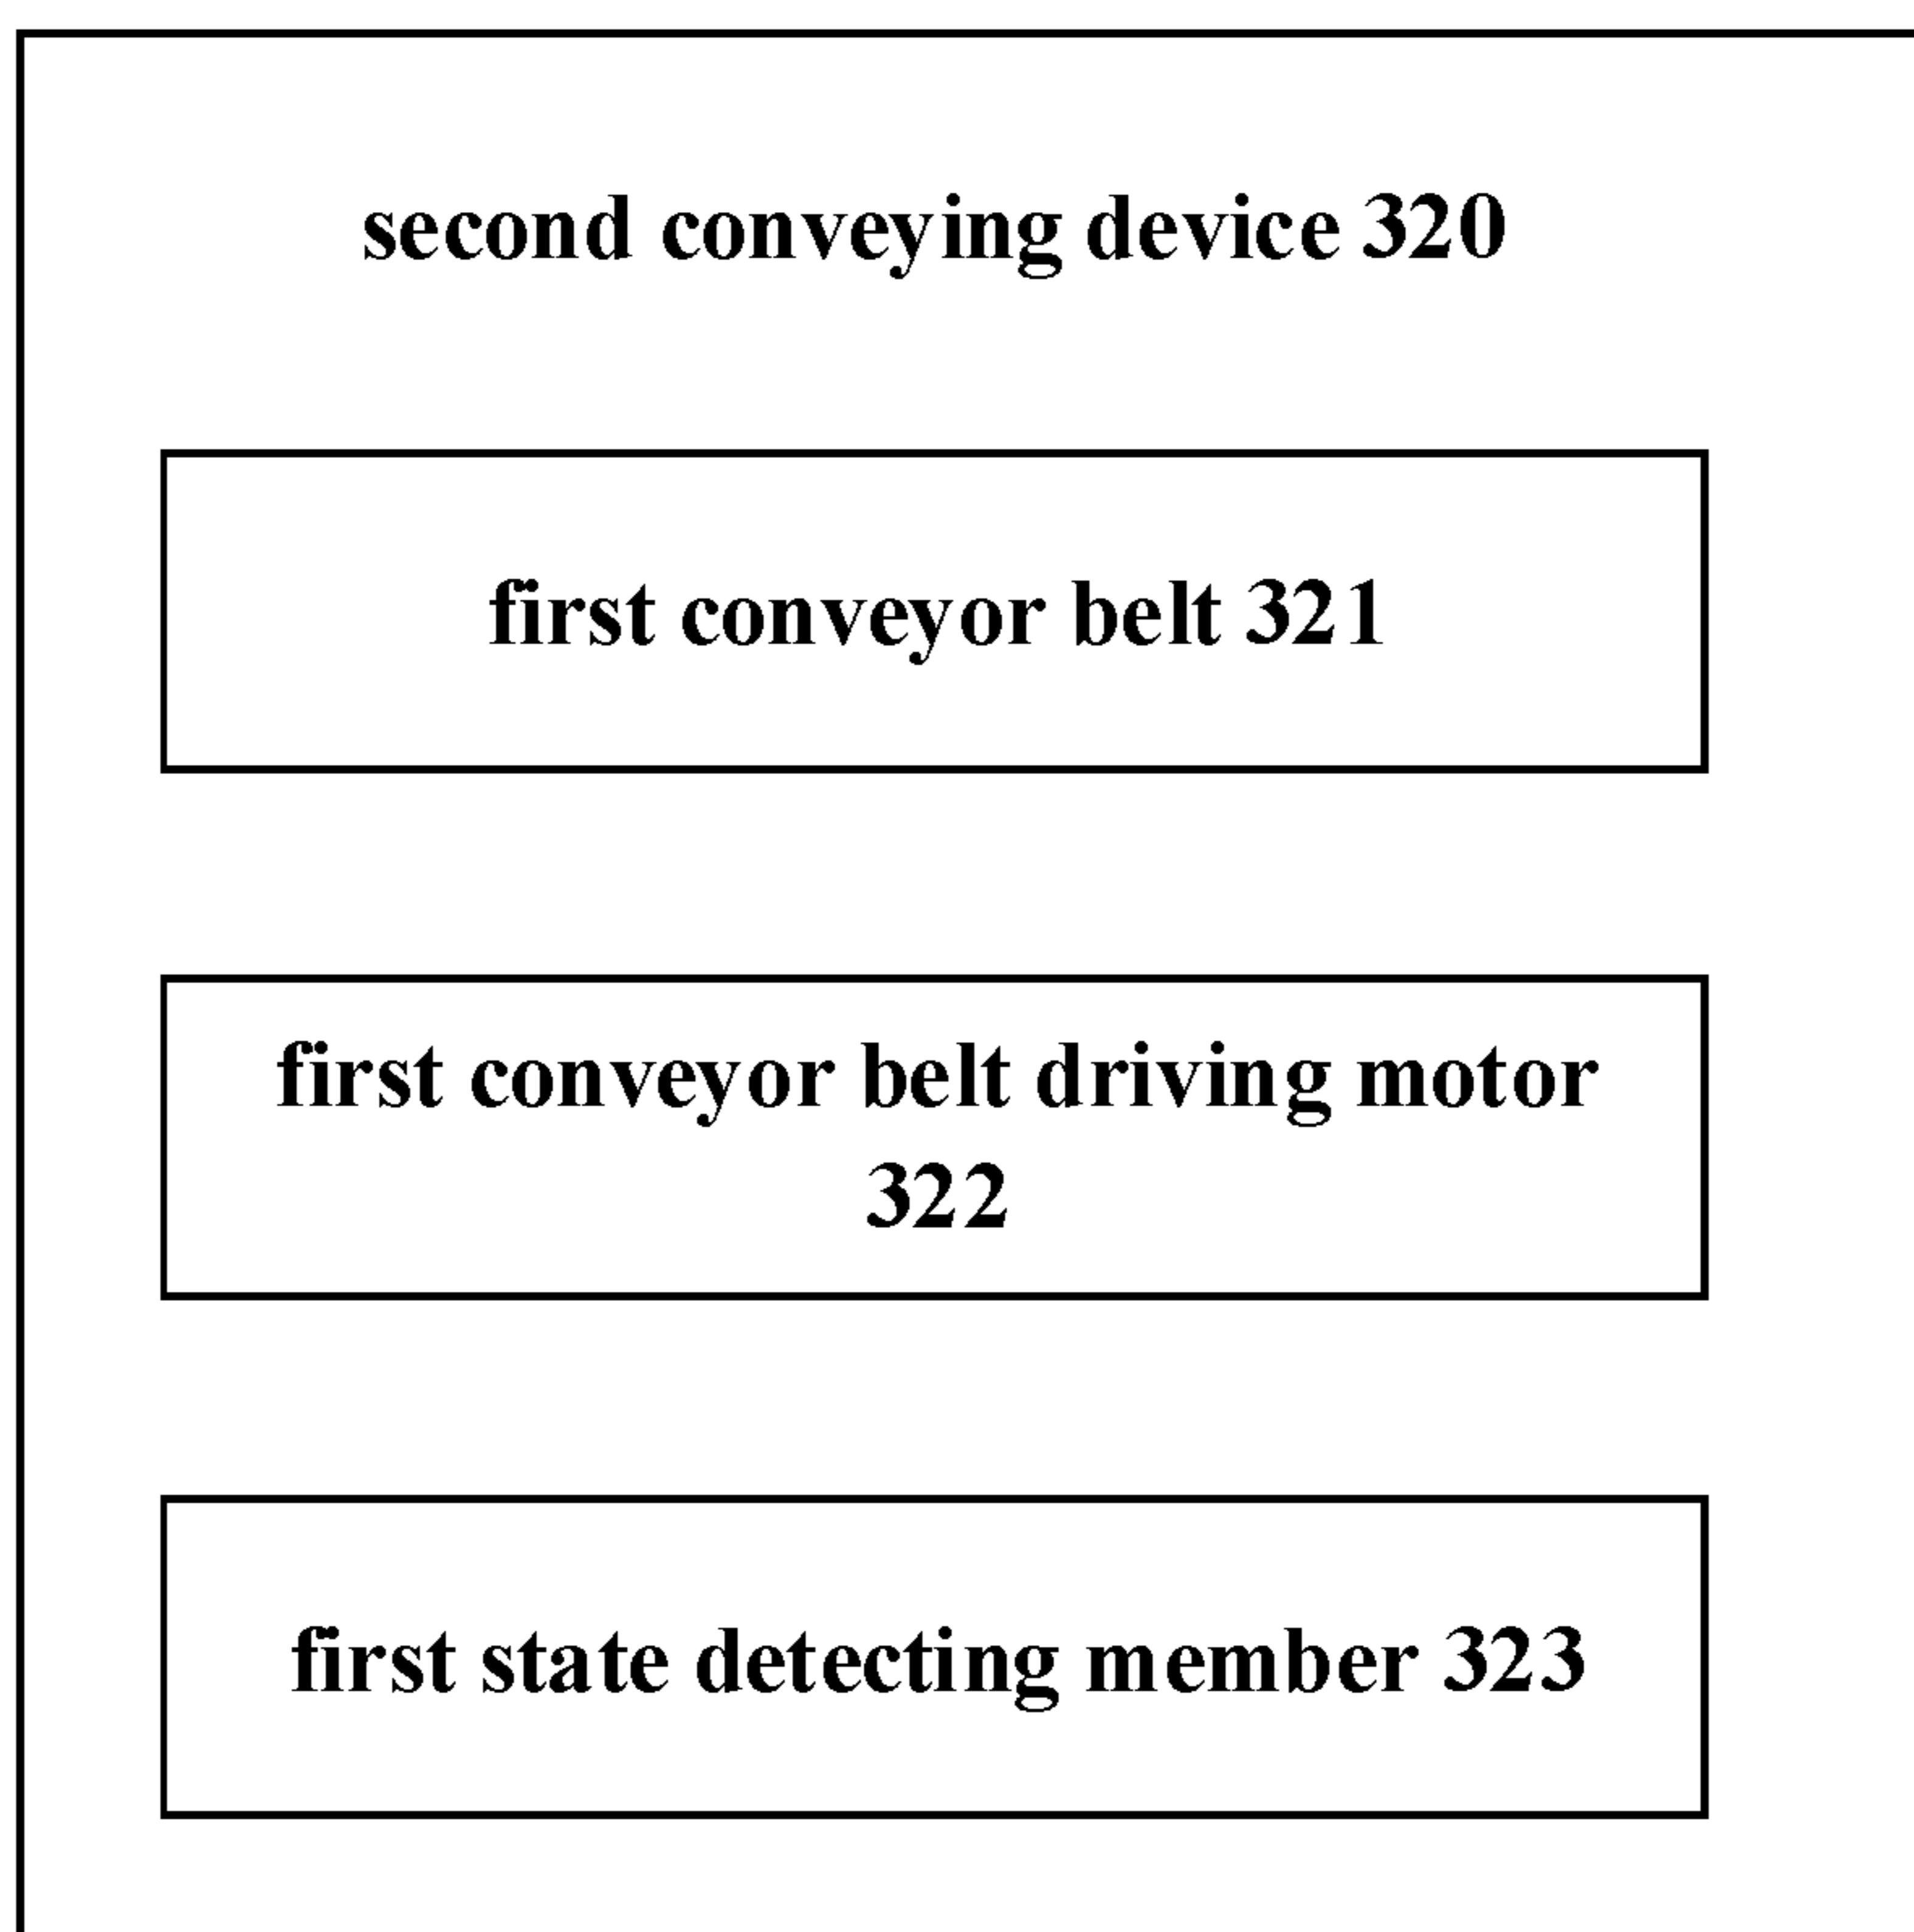 second conveying device 320
first conveyor belt 321
first conveyor belt driving motor
322
first state detecting member 323